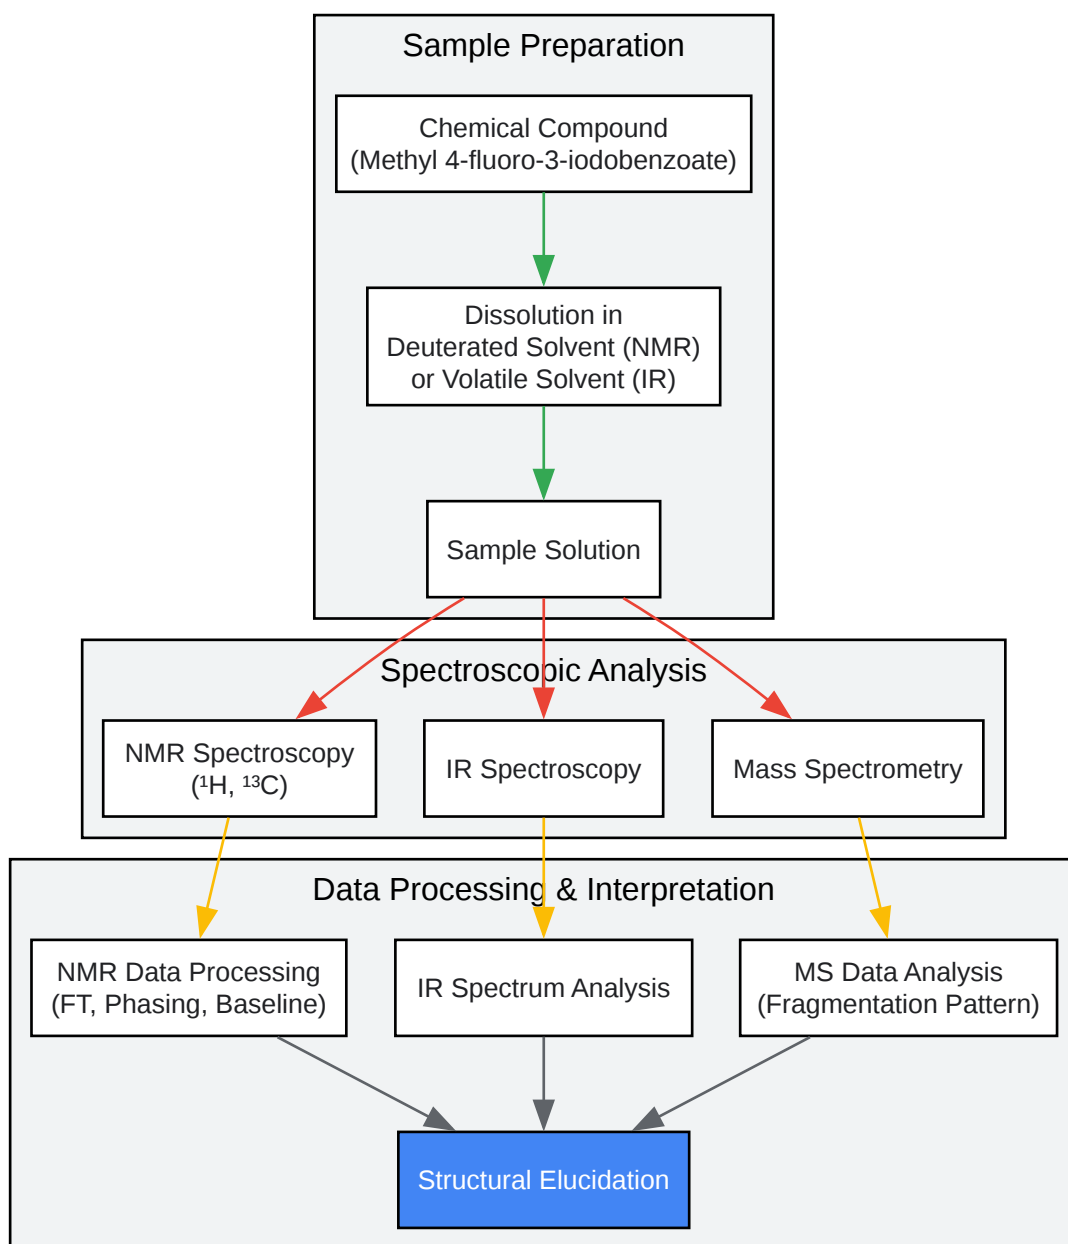 Sample Preparation
Chemical Compound
(Methyl 4-fluoro-3-iodobenzoate)
Dissolution in
Deuterated Solvent (NMR)
or Volatile Solvent (IR)
Sample Solution
Spectroscopic Analysis
NMR Spectroscopy
(¹H, ¹³C)
IR Spectroscopy
Mass Spectrometry
Data Processing & Interpretation
NMR Data Processing
(FT, Phasing, Baseline)
IR Spectrum Analysis
MS Data Analysis
(Fragmentation Pattern)
Structural Elucidation